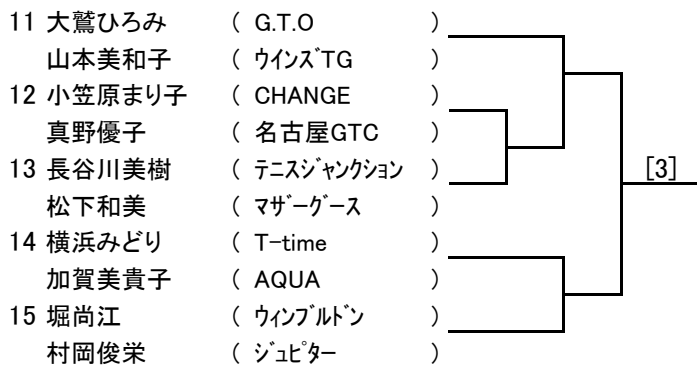 11 大鷲ひろみ ( G.T.O )
山本美和子 ( ｳｲﾝｽﾞTG )
12 小笠原まり子 ( CHANGE )
真野優子 ( 名古屋GTC )
13 長谷川美樹 ( ﾃﾆｽｼﾞｬﾝｸｼｮﾝ )
[3]
松下和美 ( ﾏｻﾞｰｸﾞｰｽ )
14 横浜みどり ( T-time )
加賀美貴子 ( AQUA )
15 堀尚江 ( ｳｨﾝﾌﾞﾙﾄﾞﾝ )
村岡俊栄 ( ｼﾞｭﾋﾟﾀｰ )